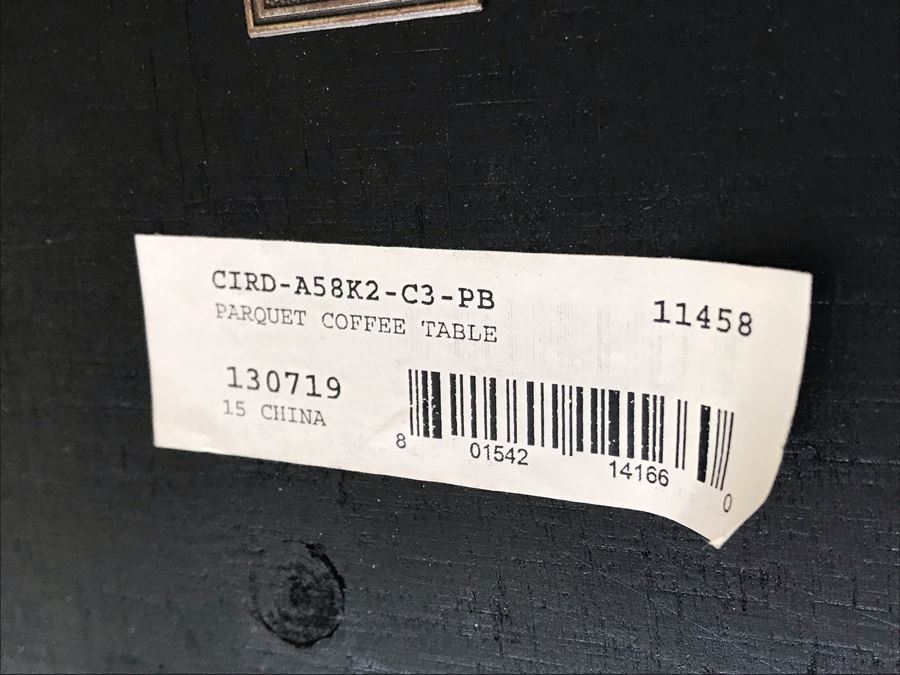 CIRD-A58K2-C3-PB
PARQUET COFFEE TABLE
11458
130719
15 CHINA
8 01542 14166 0